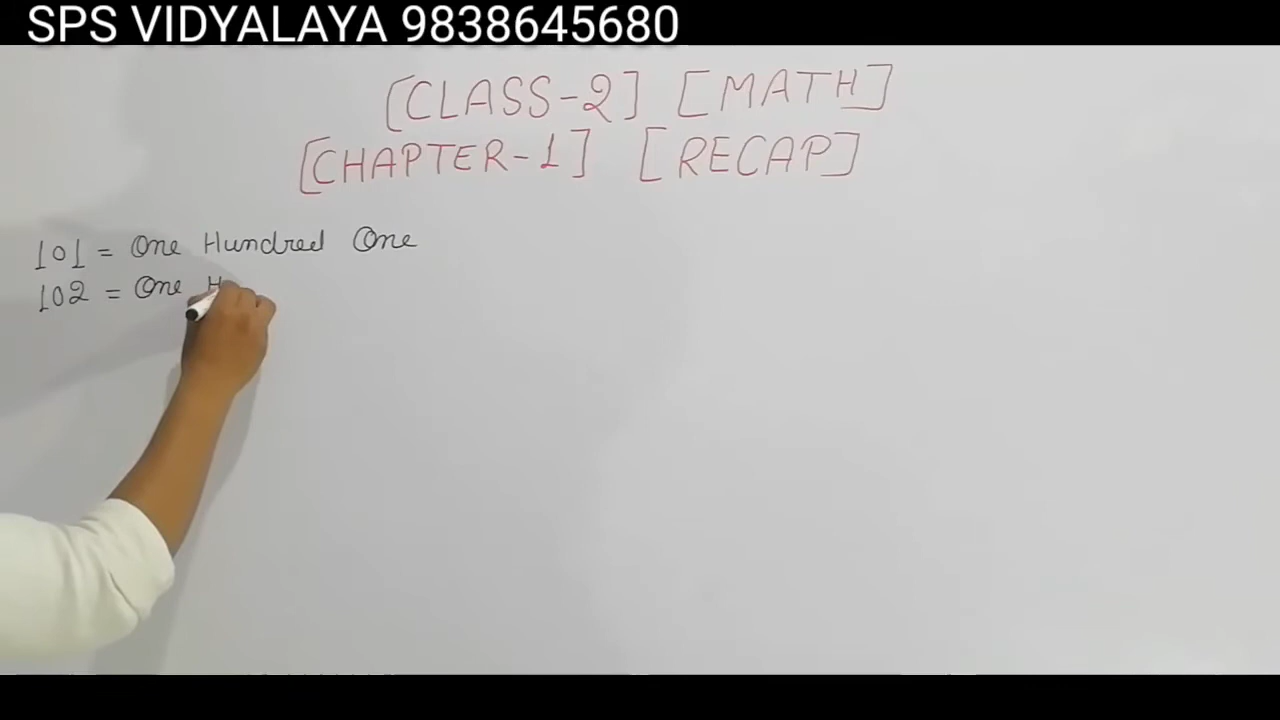 SPS VIDYALAYA 9838645680
[CLASS-2] [MATH]
[CHAPTER-1] [RECAP]
101 = One Hundred One
102 = One H